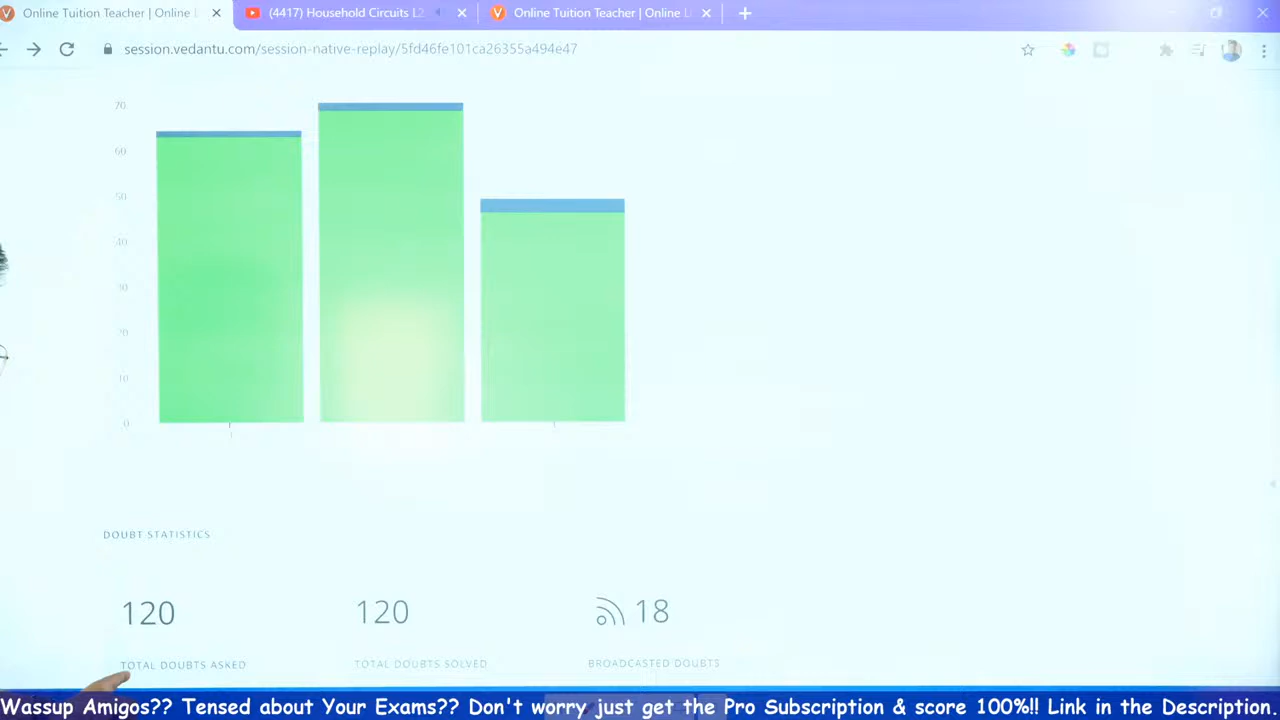 Online Tuition Teacher | Online L
(4417) Household Circuits L2
Online Tuition Teacher | Online L
session.vedantu.com/session-native-replay/5fd46fe101ca26355a494e47
70
60
50
40
30
20
10
0
DOUBT STATISTICS
120
120
18
TOTAL DOUBTS ASKED
TOTAL DOUBTS SOLVED
BROADCASTED DOUBTS
Wassup Amigos?? Tensed about Your Exams?? Don't worry just get the Pro Subscription & score 100%!! Link in the Description.